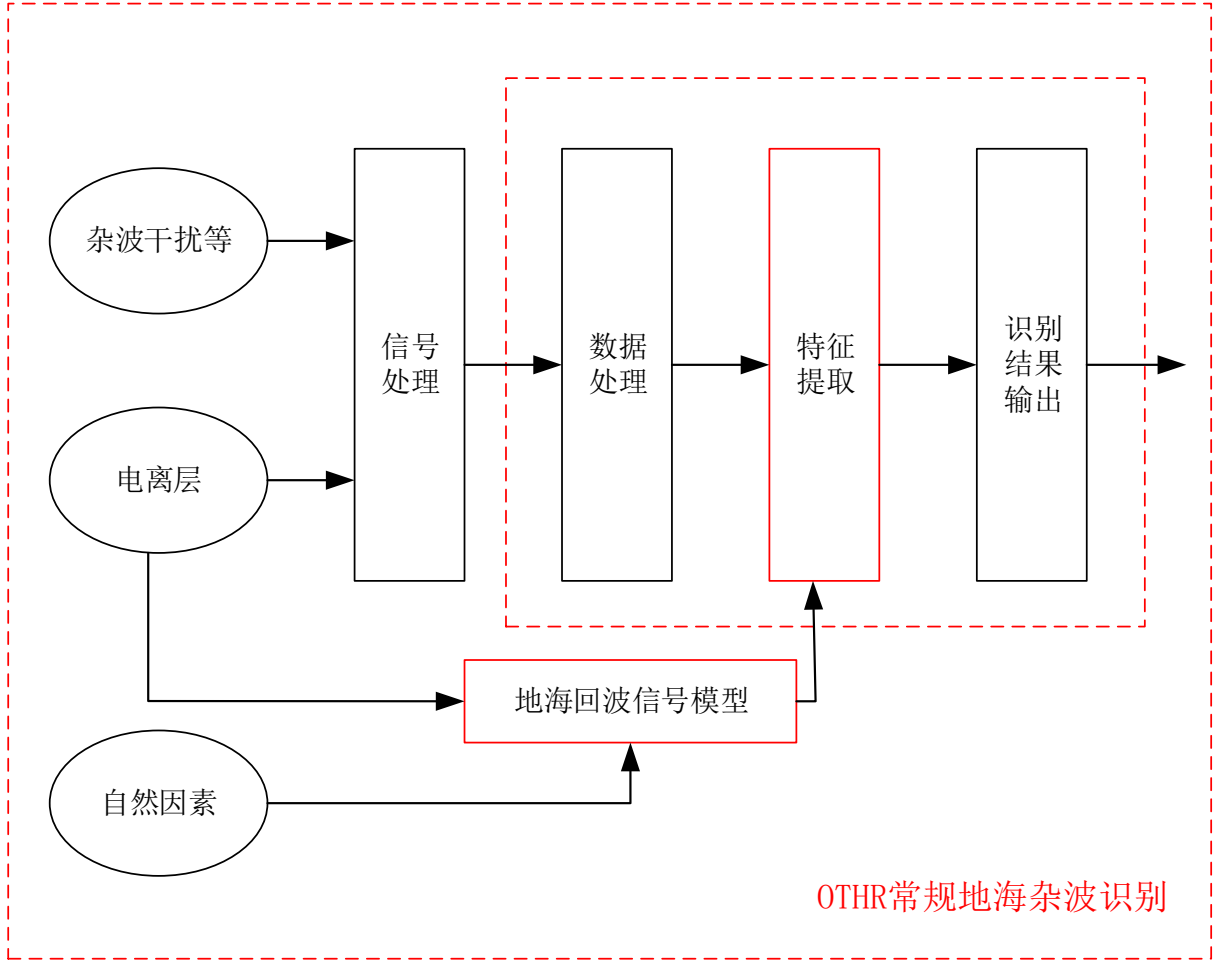 杂波干扰等
信号
处理
数据
处理
特征
提取
识别
结果
输出
电离层
地海回波信号模型
自然因素
OTHR常规地海杂波识别